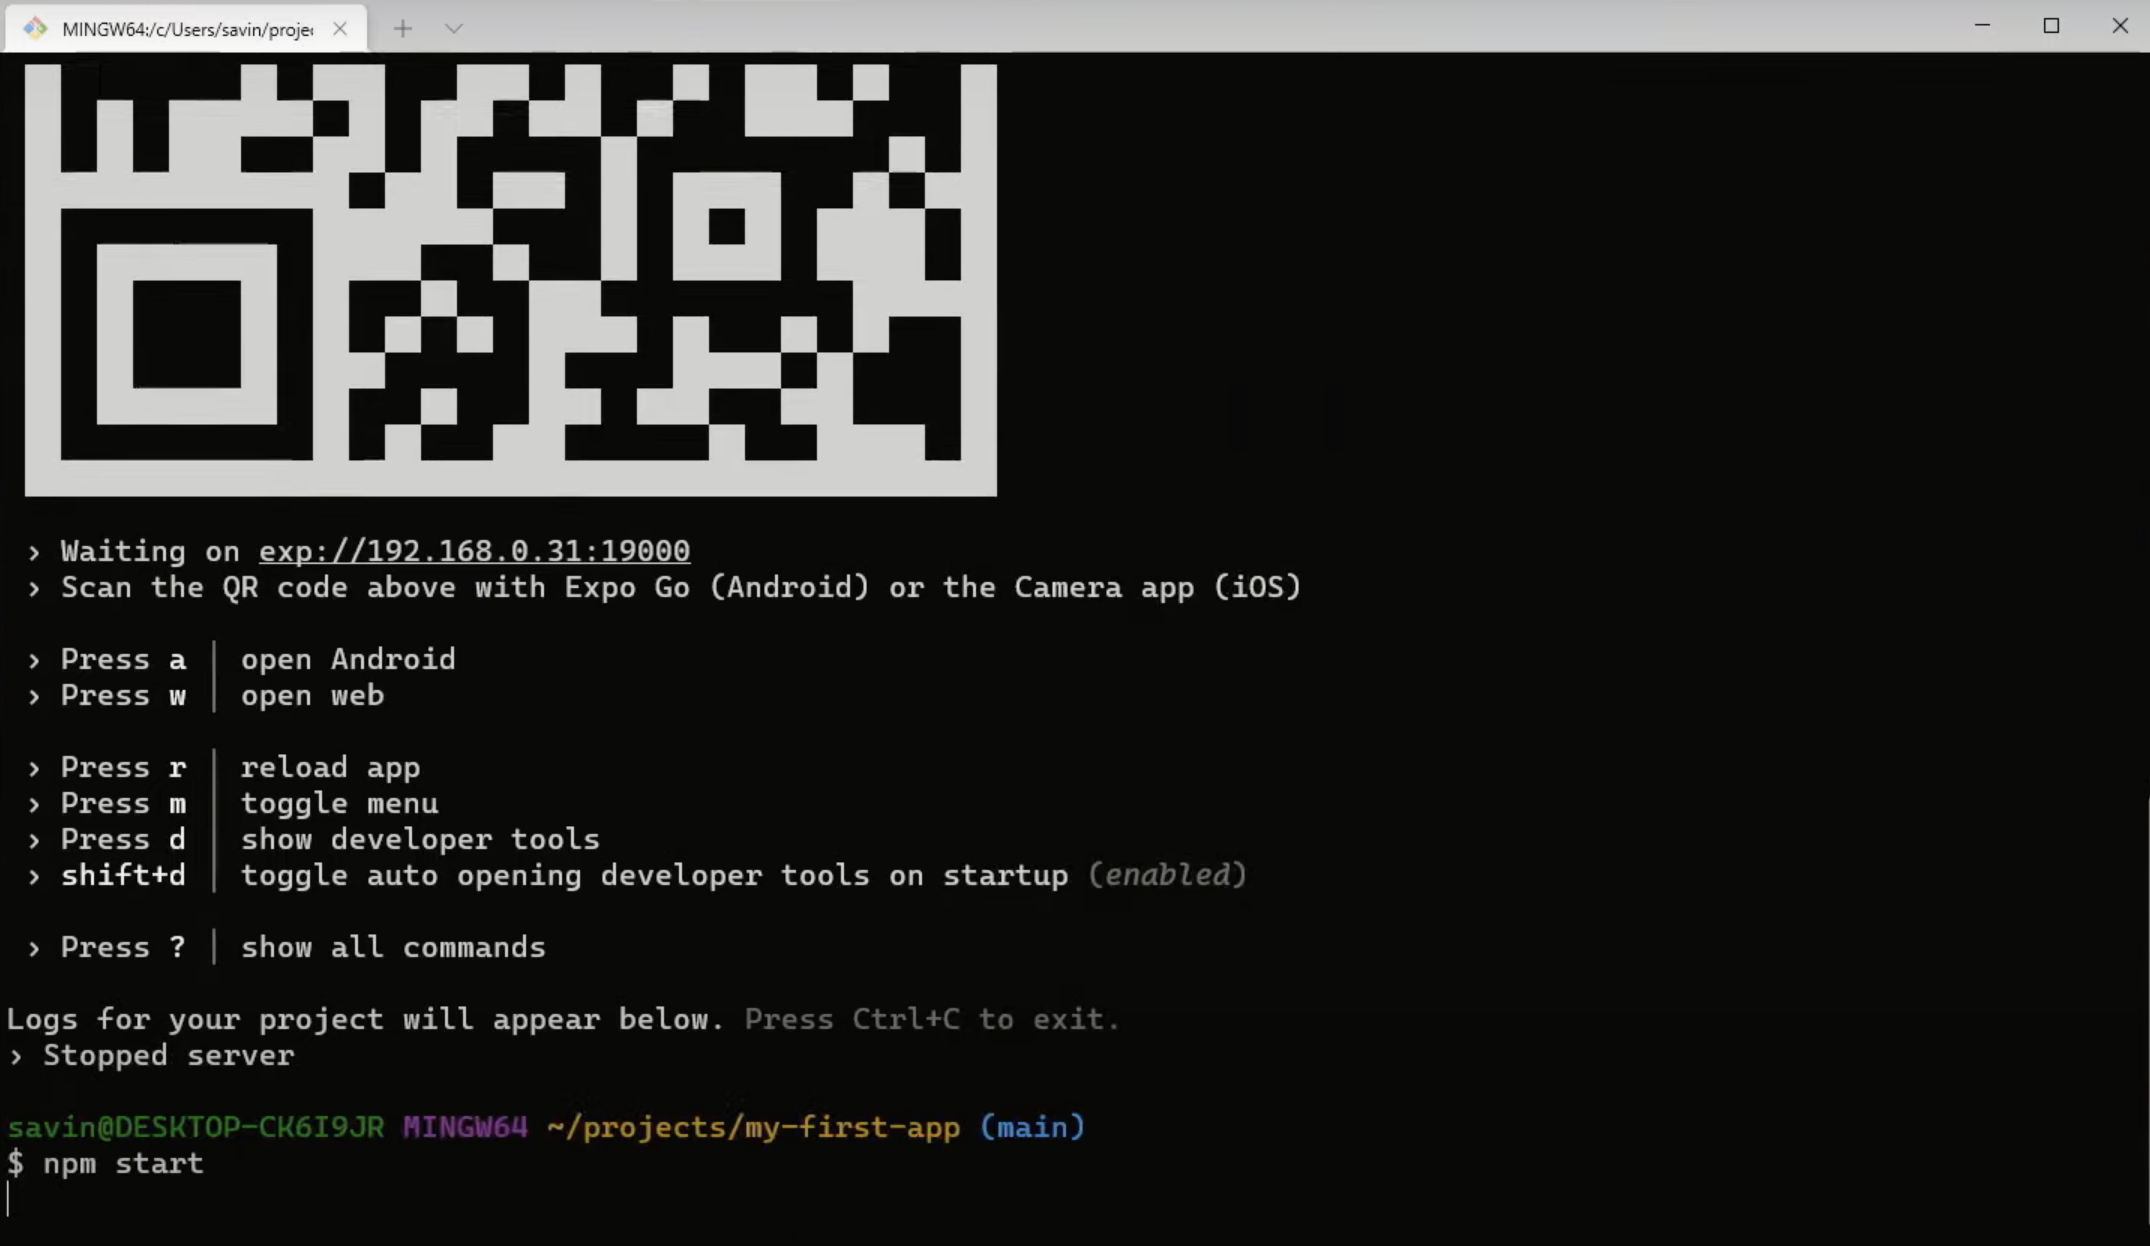 MINGW64:/c/Users/savin/projec
› Waiting on exp://192.168.0.31:19000
› Scan the QR code above with Expo Go (Android) or the Camera app (iOS)
› Press a │ open Android
› Press w │ open web
› Press r │ reload app
› Press m │ toggle menu
› Press d │ show developer tools
› shift+d │ toggle auto opening developer tools on startup (enabled)
› Press ? │ show all commands
Logs for your project will appear below. Press Ctrl+C to exit.
› Stopped server
savin@DESKTOP-CK6I9JR MINGW64 ~/projects/my-first-app (main)
$ npm start